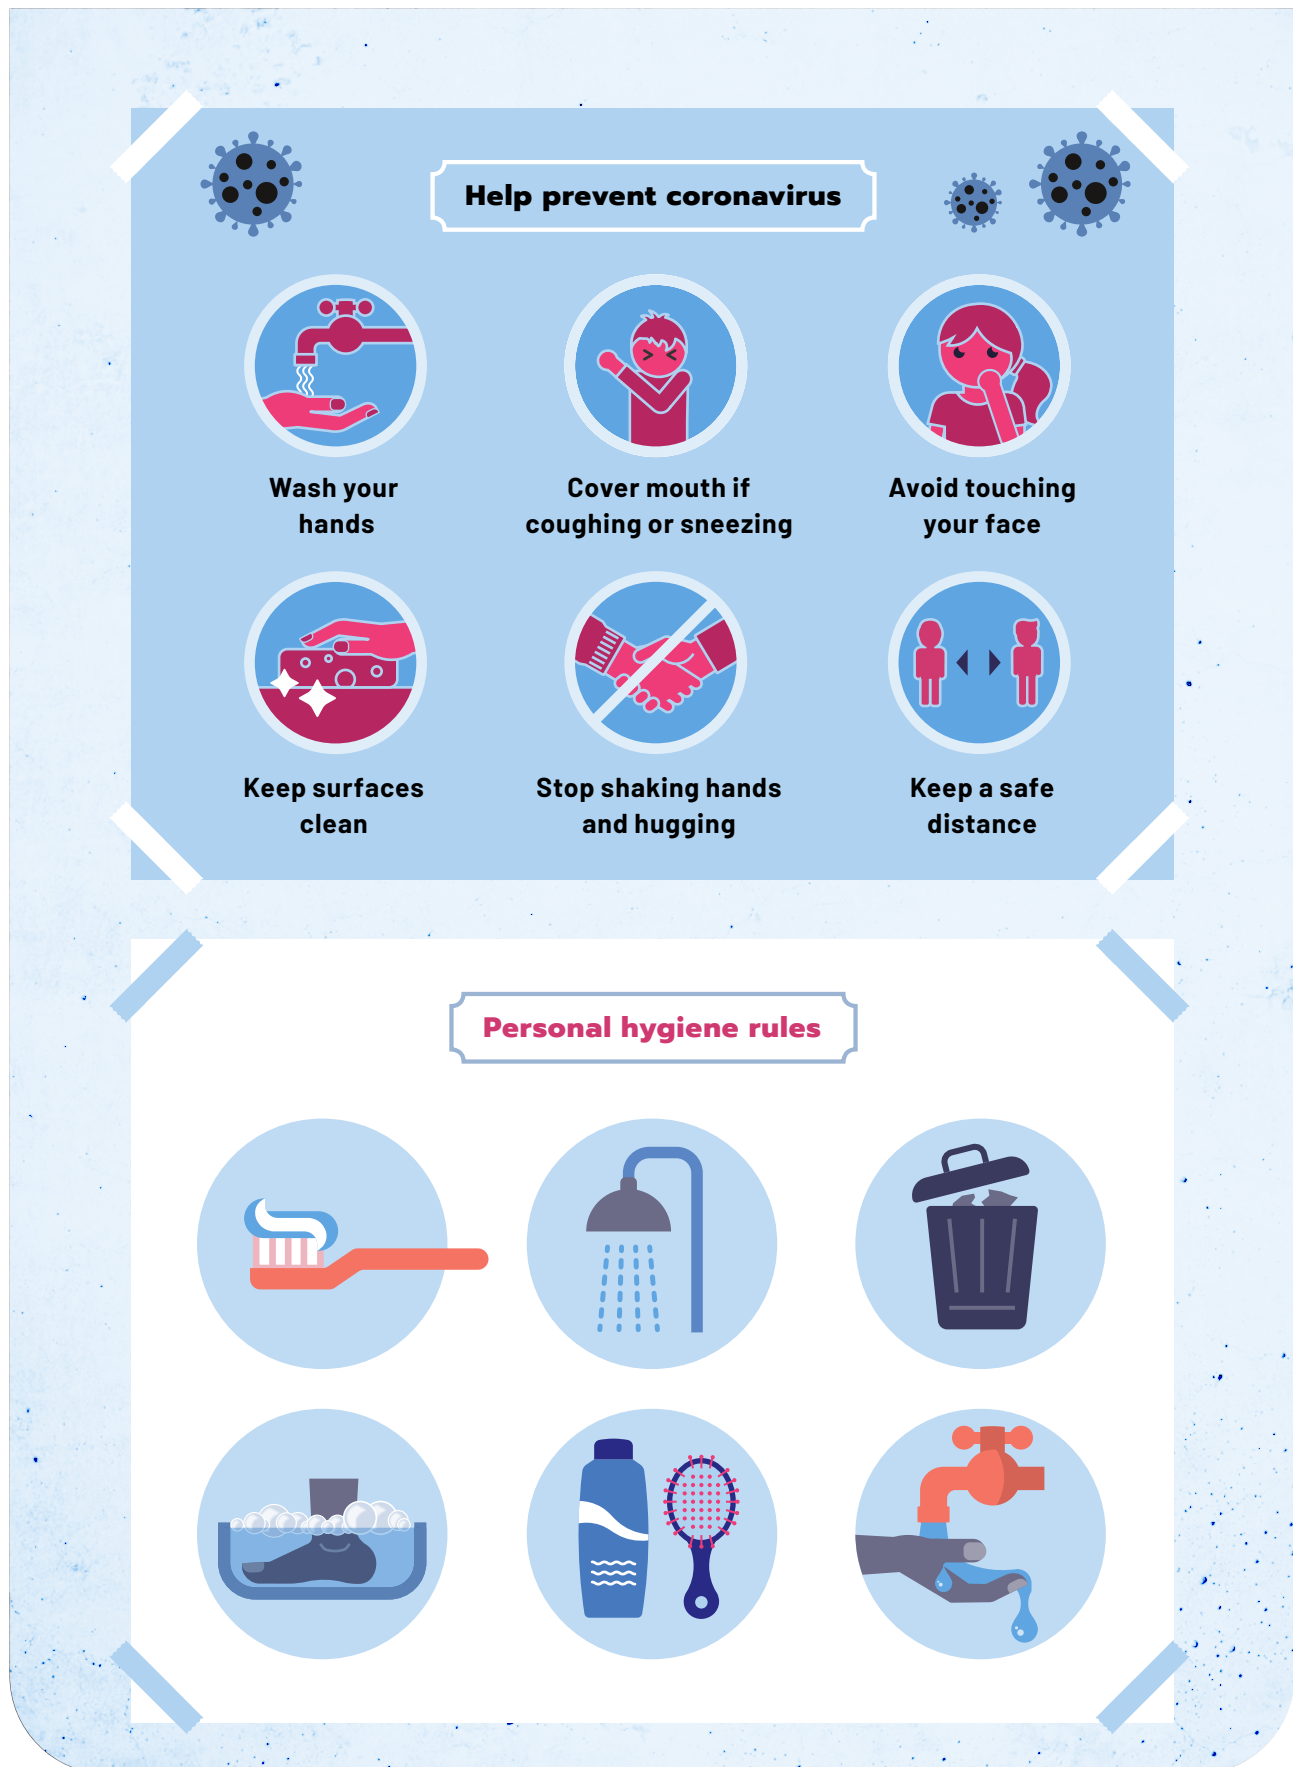 Help prevent coronavirus
Wash your
hands
Cover mouth if
coughing or sneezing
Avoid touching
your face
Keep surfaces
clean
Stop shaking hands
and hugging
Keep a safe
distance
Personal hygiene rules